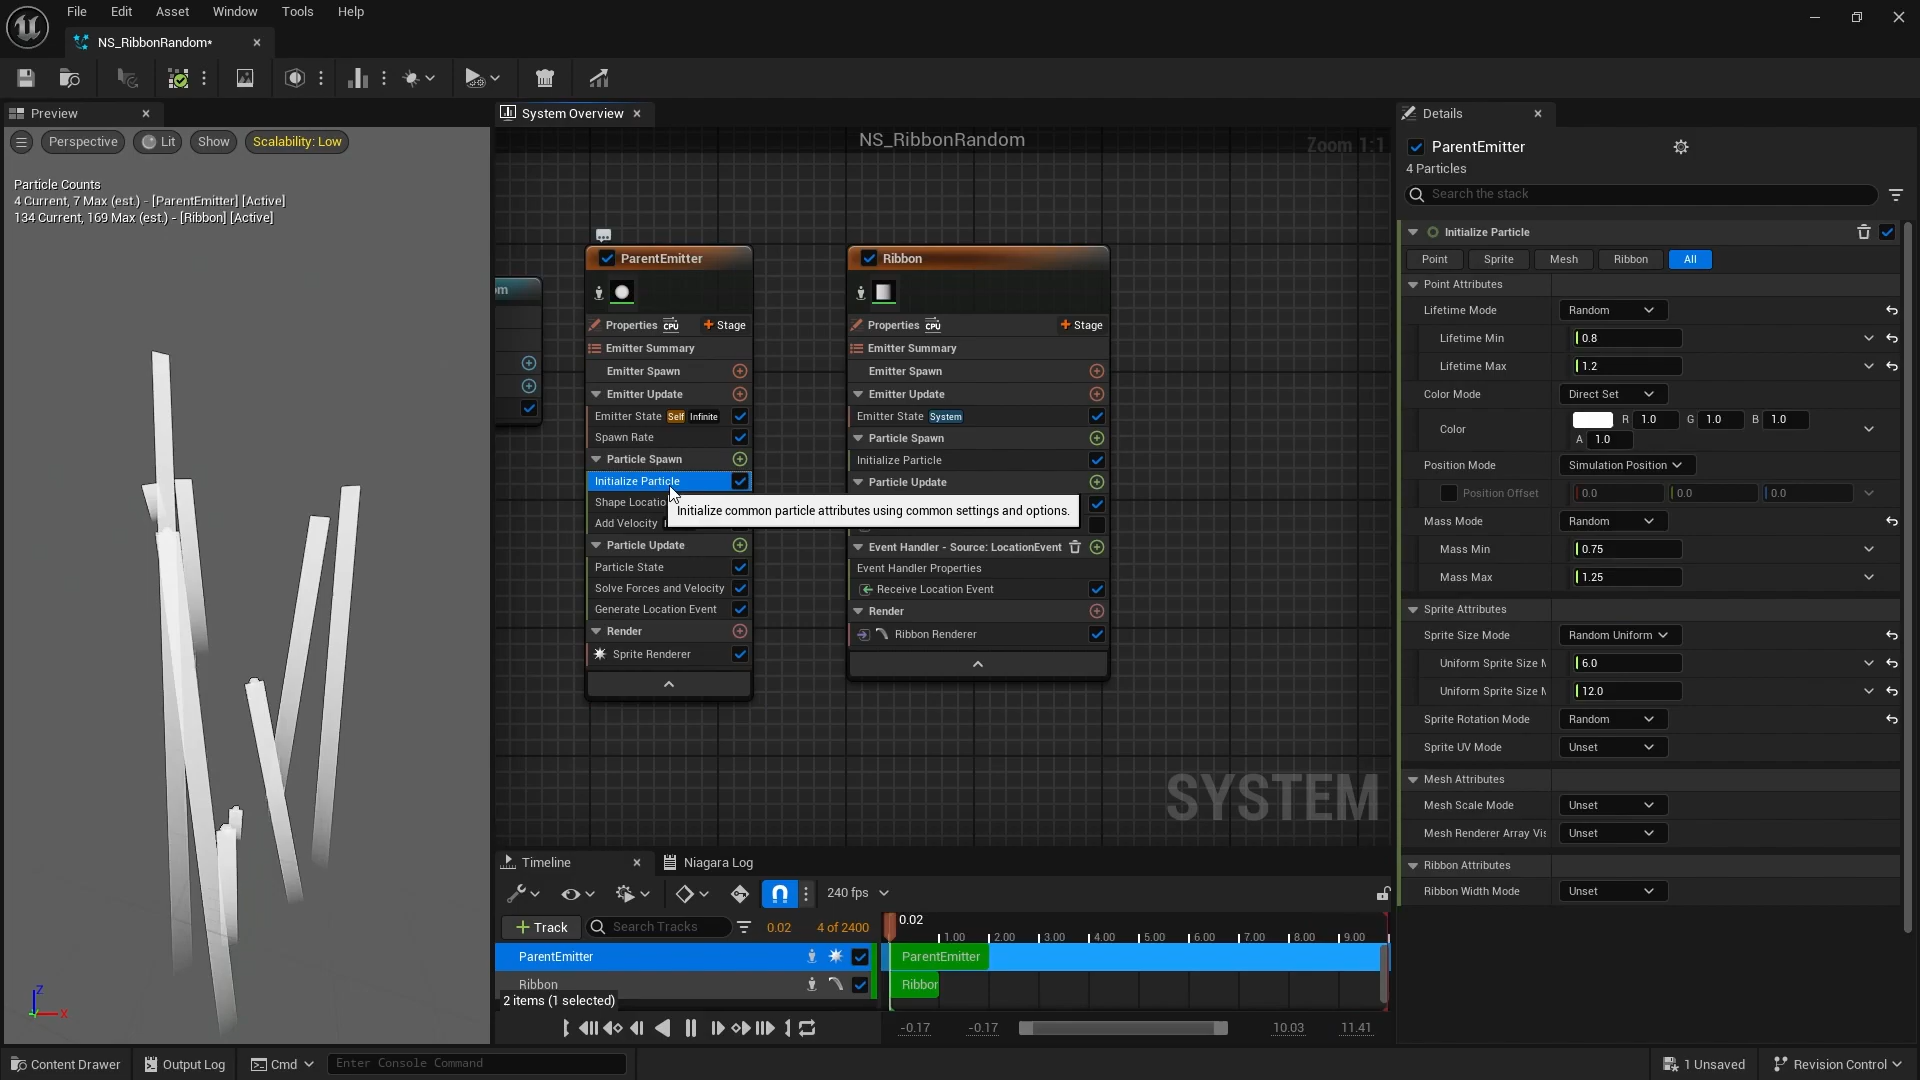 File Edit Asset Window Tools Help
NS_RibbonRandom*
Preview
System Overview
Details
Perspective Lit Show Scalability: Low
NS_RibbonRandom
Zoom 1:1
ParentEmitter
4 Particles
Search the stack
Particle Counts
4 Current, 7 Max (est.) - [ParentEmitter] [Active]
134 Current, 169 Max (est.) - [Ribbon] [Active]
om
ParentEmitter
Properties CPU + Stage
Emitter Summary
Emitter Spawn
Emitter Update
Emitter State Self Infinite
Spawn Rate
Particle Spawn
Initialize Particle
Shape Locatio
Add Velocity
Particle Update
Particle State
Solve Forces and Velocity
Generate Location Event
Render
Sprite Renderer
Initialize common particle attributes using common settings and options.
Ribbon
Properties CPU + Stage
Emitter Summary
Emitter Spawn
Emitter Update
Emitter State System
Particle Spawn
Initialize Particle
Particle Update
Event Handler - Source: LocationEvent
Event Handler Properties
Receive Location Event
Render
Ribbon Renderer
SYSTEM
Initialize Particle
Point Sprite Mesh Ribbon All
Point Attributes
Lifetime Mode Random
Lifetime Min 0.8
Lifetime Max 1.2
Color Mode Direct Set
Color R 1.0 G 1.0 B 1.0
A 1.0
Position Mode Simulation Position
Position Offset 0.0 0.0 0.0
Mass Mode Random
Mass Min 0.75
Mass Max 1.25
Sprite Attributes
Sprite Size Mode Random Uniform
Uniform Sprite Size M 6.0
Uniform Sprite Size M 12.0
Sprite Rotation Mode Random
Sprite UV Mode Unset
Mesh Attributes
Mesh Scale Mode Unset
Mesh Renderer Array Vis Unset
Ribbon Attributes
Ribbon Width Mode Unset
Timeline
Niagara Log
240 fps
+ Track Search Tracks 0.02 4 of 2400
0.02
1.00 2.00 3.00 4.00 5.00 6.00 7.00 8.00 9.00
ParentEmitter
ParentEmitter
Ribbon
Ribbon
2 items (1 selected)
-0.17 -0.17 10.03 11.41
Z
X
Content Drawer Output Log Cmd Enter Console Command 1 Unsaved Revision Control